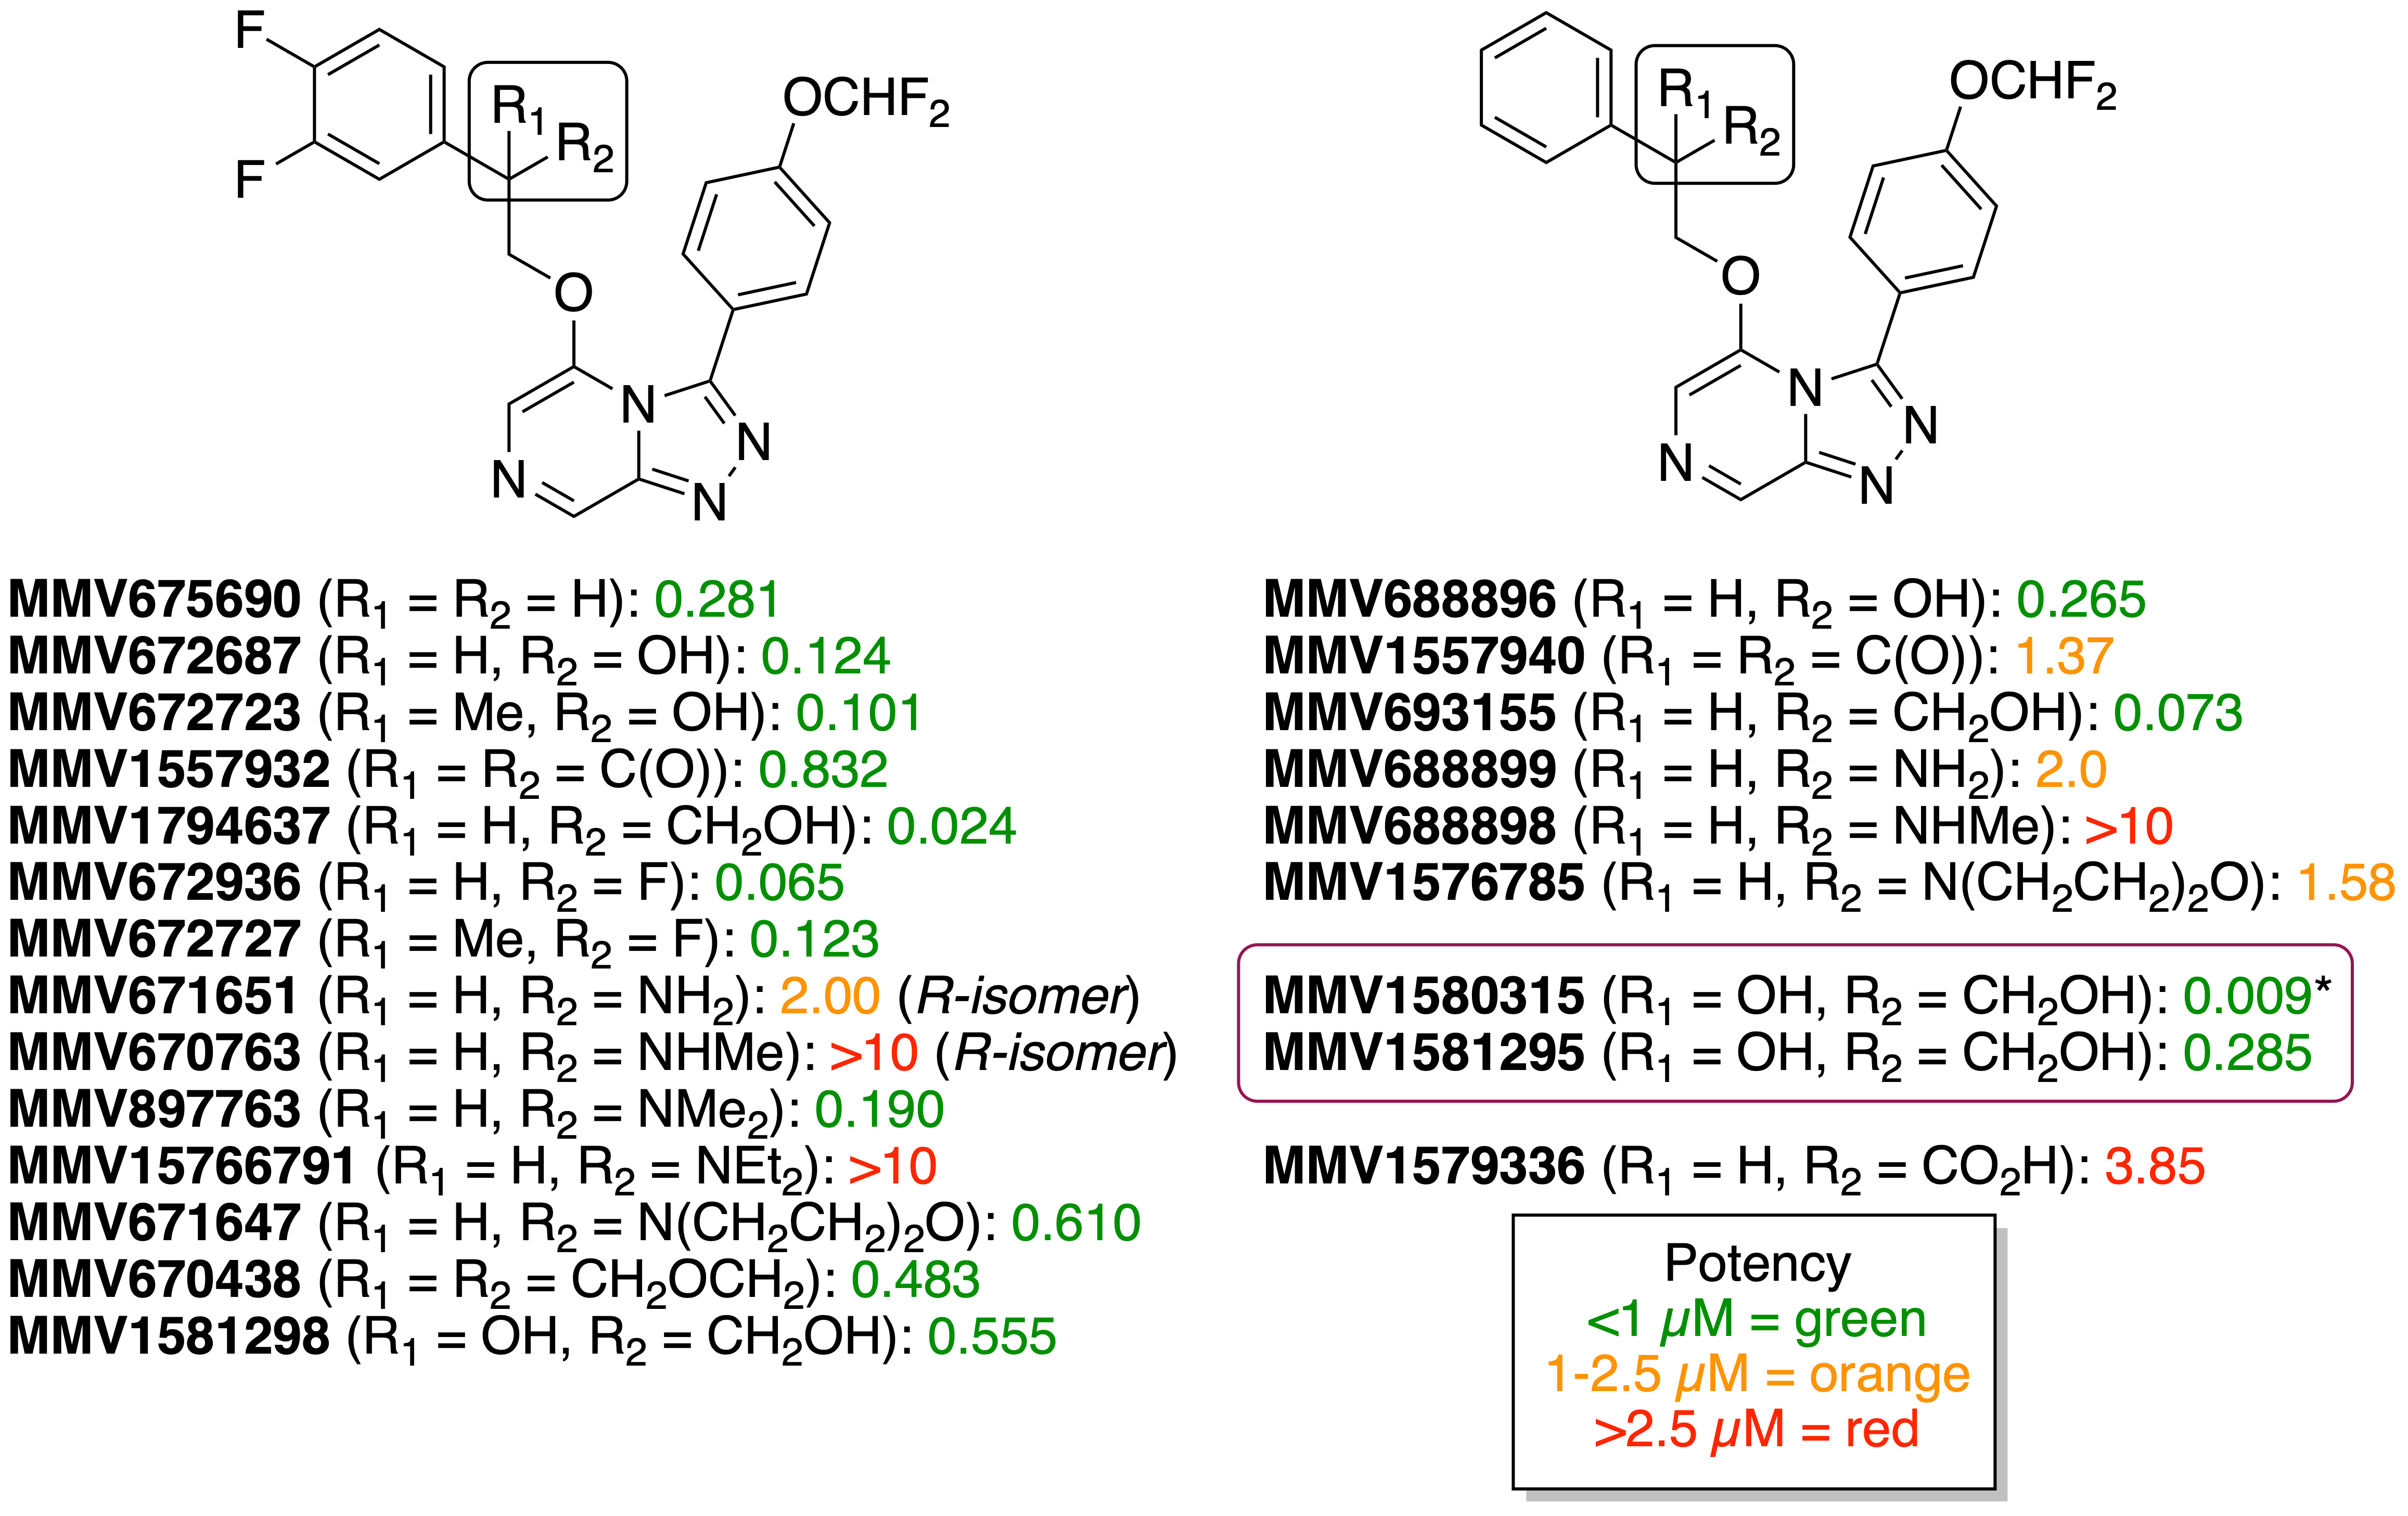 F
F
R1
R2
OCHF2
O
N
N
N
N
R1
R2
OCHF2
O
N
N
N
N
MMV675690 (R1 = R2 = H): 0.281
MMV672687 (R1 = H, R2 = OH): 0.124
MMV672723 (R1 = Me, R2 = OH): 0.101
MMV1557932 (R1 = R2 = C(O)): 0.832
MMV1794637 (R1 = H, R2 = CH2OH): 0.024
MMV672936 (R1 = H, R2 = F): 0.065
MMV672727 (R1 = Me, R2 = F): 0.123
MMV671651 (R1 = H, R2 = NH2): 2.00 (R-isomer)
MMV670763 (R1 = H, R2 = NHMe): >10 (R-isomer)
MMV897763 (R1 = H, R2 = NMe2): 0.190
MMV15766791 (R1 = H, R2 = NEt2): >10
MMV671647 (R1 = H, R2 = N(CH2CH2)2O): 0.610
MMV670438 (R1 = R2 = CH2OCH2): 0.483
MMV1581298 (R1 = OH, R2 = CH2OH): 0.555
MMV688896 (R1 = H, R2 = OH): 0.265
MMV1557940 (R1 = R2 = C(O)): 1.37
MMV693155 (R1 = H, R2 = CH2OH): 0.073
MMV688899 (R1 = H, R2 = NH2): 2.0
MMV688898 (R1 = H, R2 = NHMe): >10
MMV1576785 (R1 = H, R2 = N(CH2CH2)2O): 1.58
MMV1580315 (R1 = OH, R2 = CH2OH): 0.009*
MMV1581295 (R1 = OH, R2 = CH2OH): 0.285
MMV1579336 (R1 = H, R2 = CO2H): 3.85
Potency
<1 µM = green
1-2.5 µM = orange
>2.5 µM = red